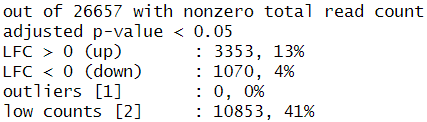 out of 26657 with nonzero total read count
adjusted p-value < 0.05
LFC > 0 (up)       : 3353, 13%
LFC < 0 (down)     : 1070, 4%
outliers [1]       : 0, 0%
low counts [2]     : 10853, 41%